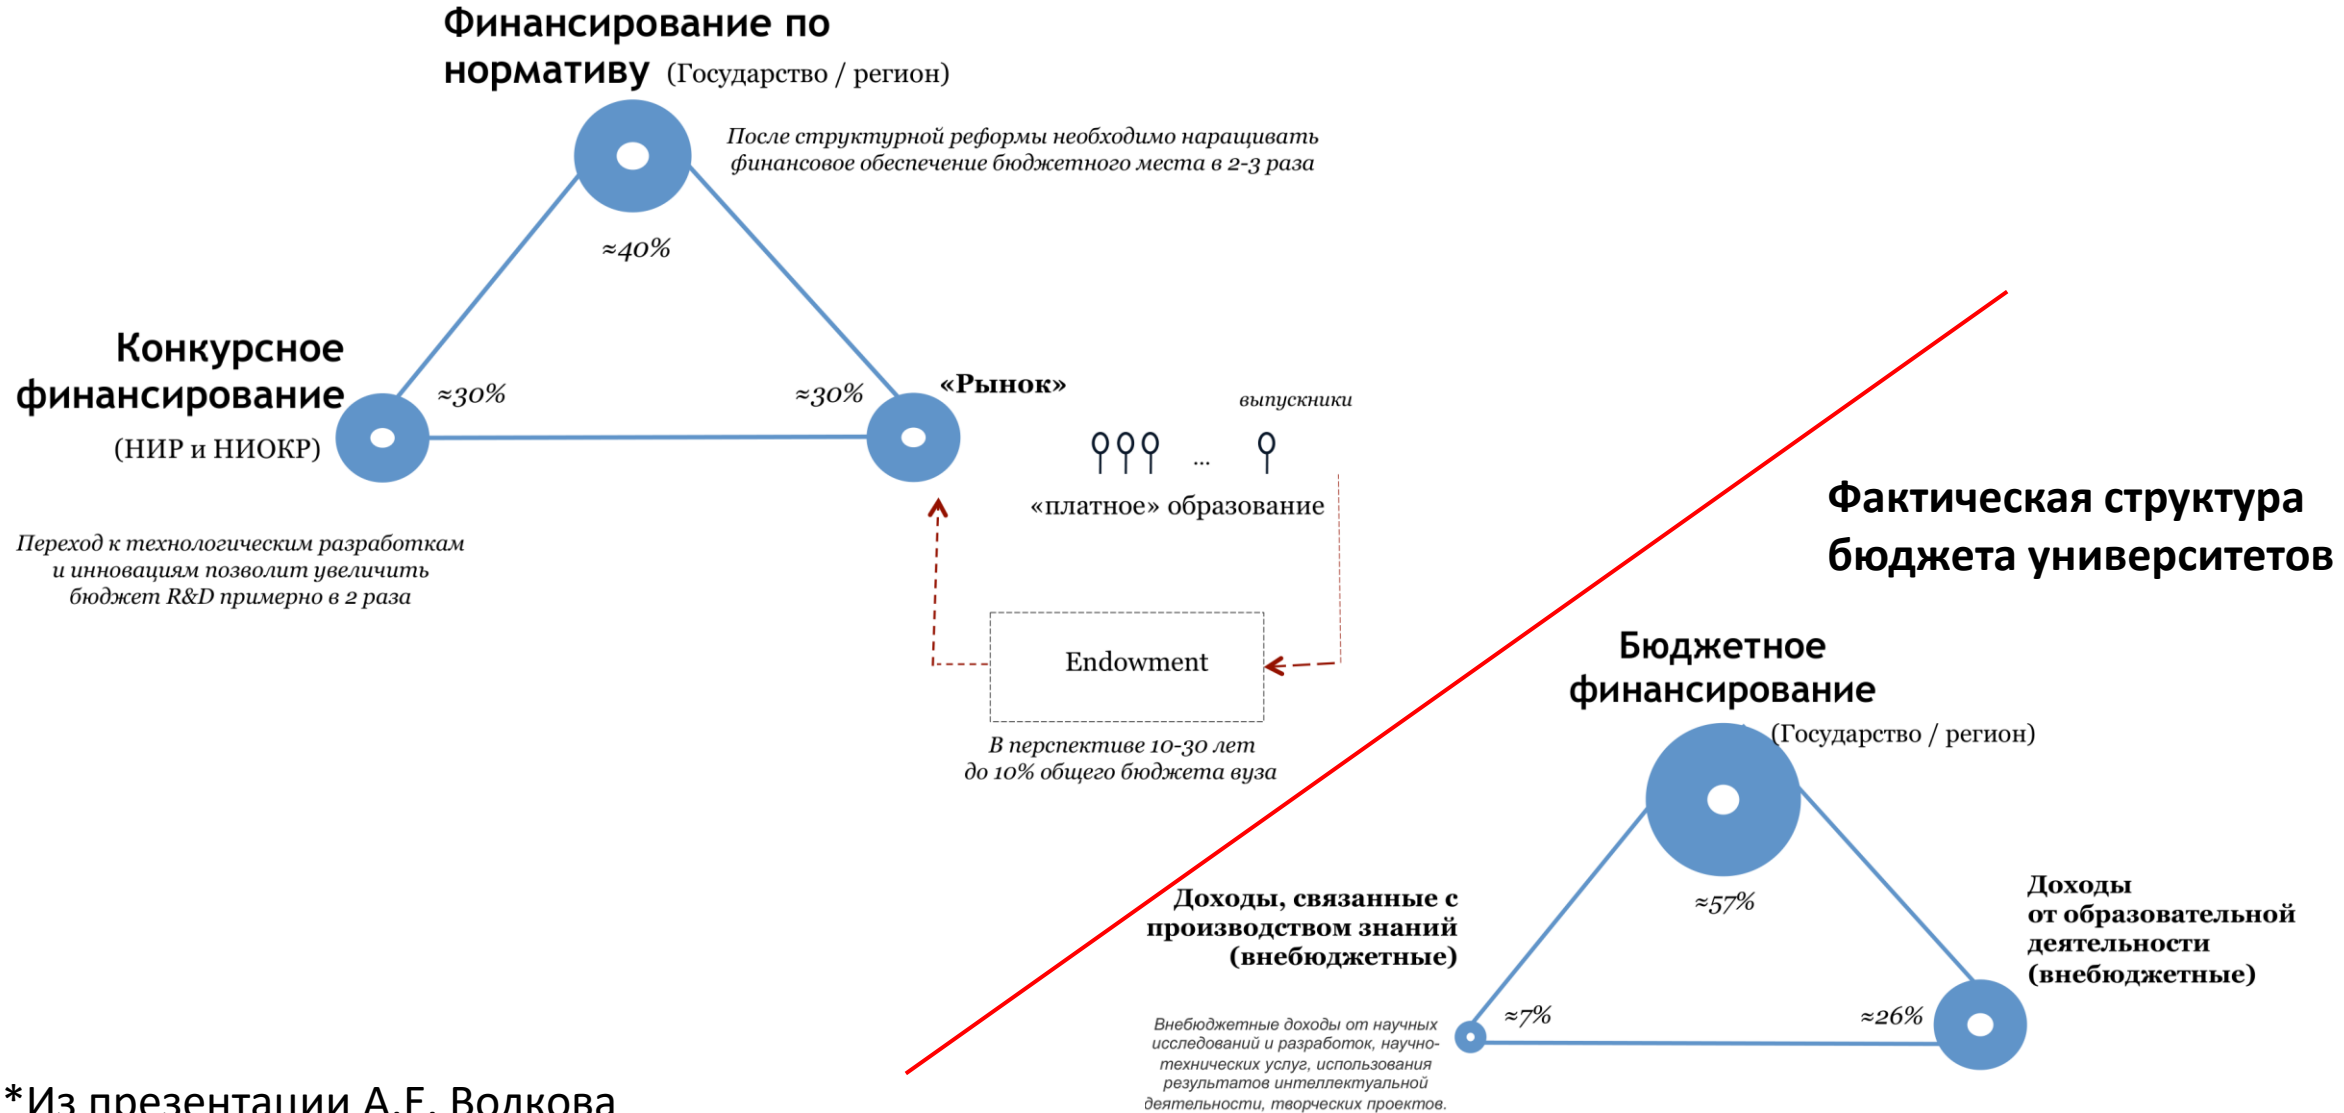 Финансирование по
нормативу (Государство / регион)
После структурной реформы необходимо наращивать
финансовое обеспечение бюджетного места в 2-3 раза
≈40%
Конкурсное
финансирование
(НИР и НИОКР)
≈30%
≈30%
«Рынок»
выпускники
...
«платное» образование
Переход к технологическим разработкам
и инновациям позволит увеличить
бюджет R&D примерно в 2 раза
Endowment
В перспективе 10-30 лет
до 10% общего бюджета вуза
Фактическая структура
бюджета университетов
Бюджетное
финансирование
(Государство / регион)
≈57%
Доходы, связанные с
производством знаний
(внебюджетные)
Доходы
от образовательной
деятельности
(внебюджетные)
≈7%
≈26%
Внебюджетные доходы от научных
исследований и разработок, научно-
технических услуг, использования
результатов интеллектуальной
деятельности, творческих проектов.
*Из презентации А.Е. Волкова